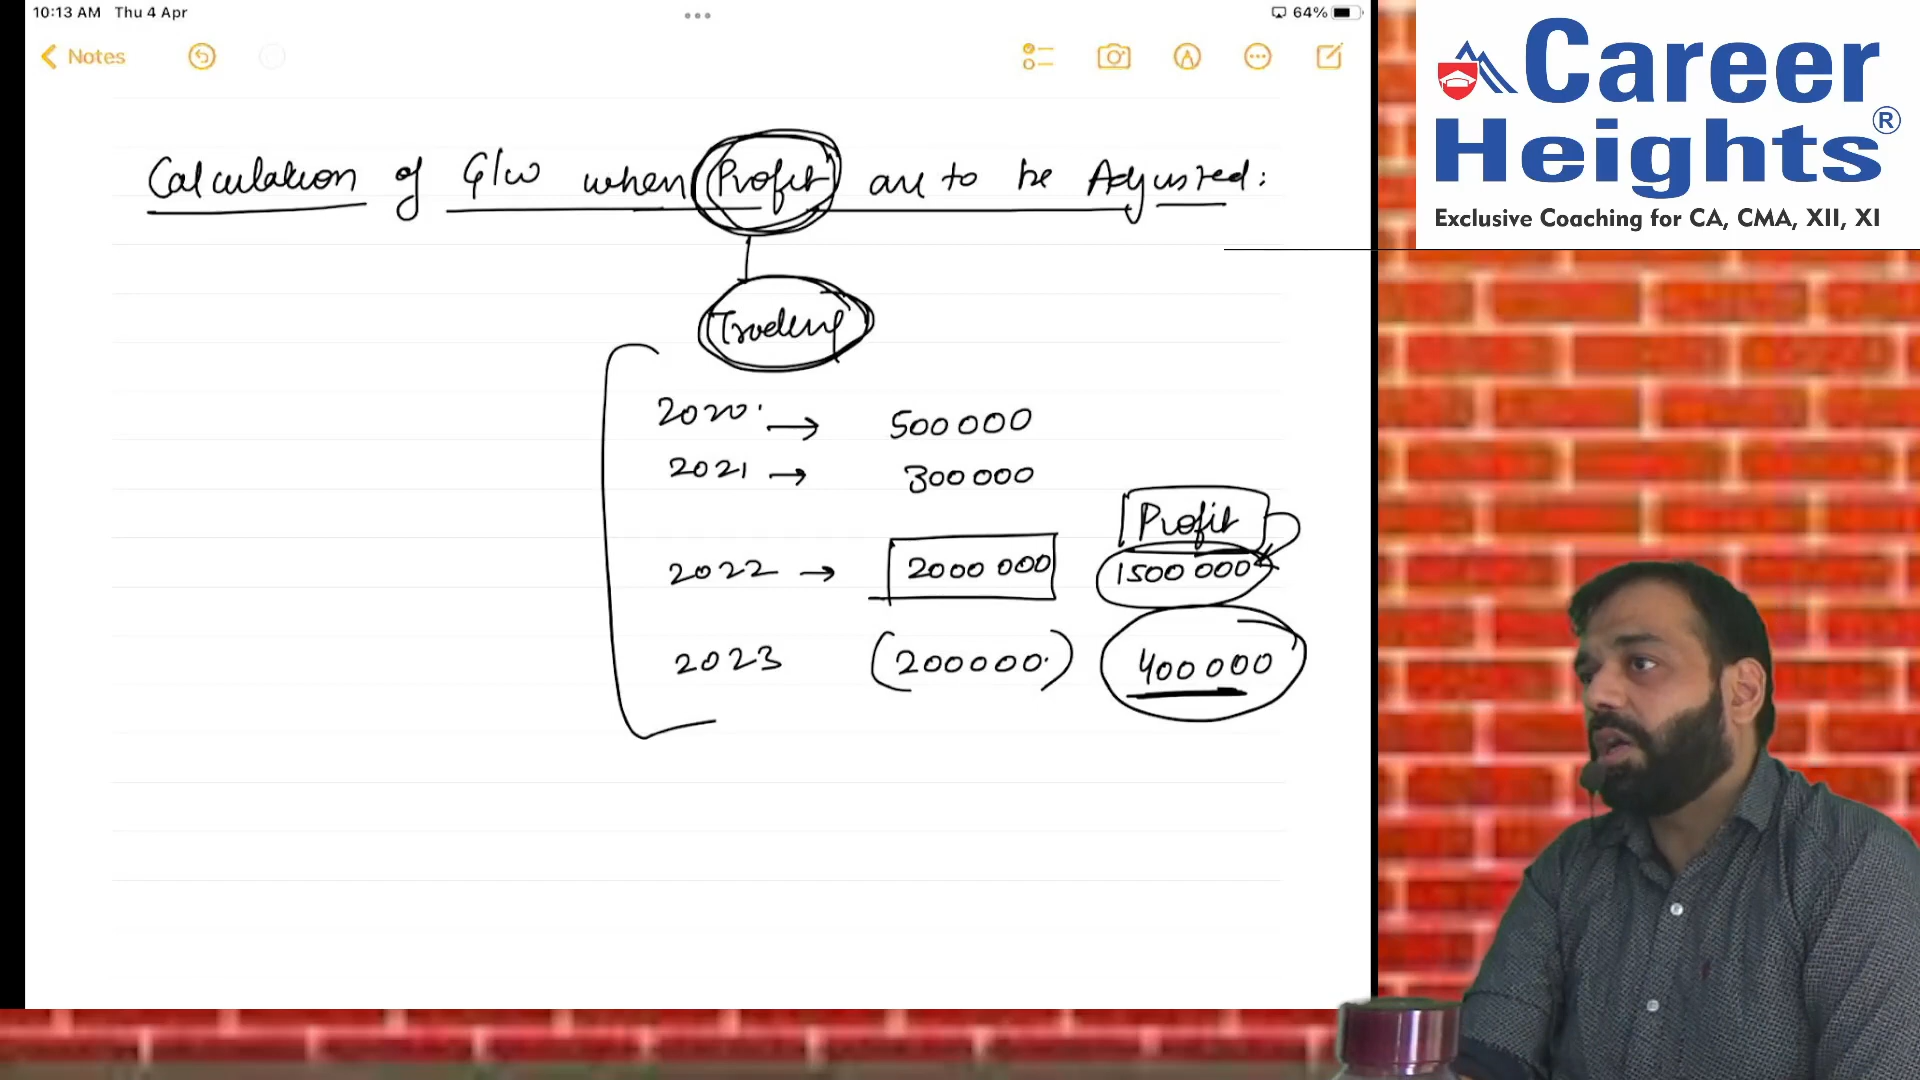 10:13 AM Thu 4 Apr
64%
Notes
Calculation of G/w when Profit are to be Adjusted:
Trading
2020 → 500000
2021 → 300000
Profit
2022 → 2000 000 1500 000
2023 (200000) 400 000
Career
Heights®
Exclusive Coaching for CA, CMA, XII, XI